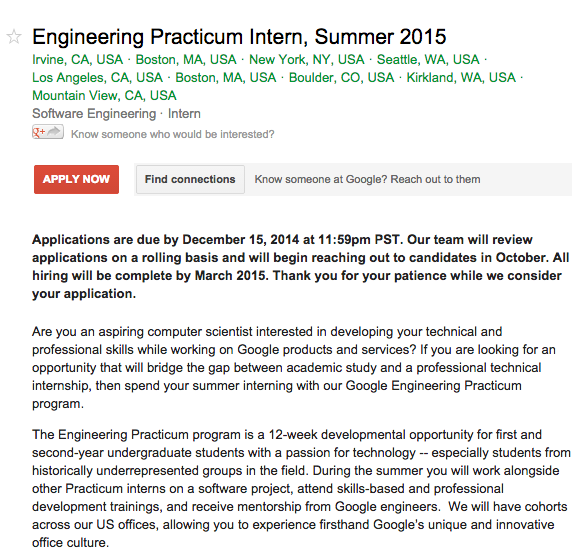 Engineering Practicum Intern, Summer 2015
Irvine, CA, USA · Boston, MA, USA · New York, NY, USA · Seattle, WA, USA ·
Los Angeles, CA, USA · Boston, MA, USA · Boulder, CO, USA · Kirkland, WA, USA ·
Mountain View, CA, USA
Software Engineering · Intern
g+ Know someone who would be interested?
APPLY NOW Find connections Know someone at Google? Reach out to them
Applications are due by December 15, 2014 at 11:59pm PST. Our team will review
applications on a rolling basis and will begin reaching out to candidates in October. All
hiring will be complete by March 2015. Thank you for your patience while we consider
your application.
Are you an aspiring computer scientist interested in developing your technical and
professional skills while working on Google products and services? If you are looking for an
opportunity that will bridge the gap between academic study and a professional technical
internship, then spend your summer interning with our Google Engineering Practicum
program.
The Engineering Practicum program is a 12-week developmental opportunity for first and
second-year undergraduate students with a passion for technology -- especially students from
historically underrepresented groups in the field. During the summer you will work alongside
other Practicum interns on a software project, attend skills-based and professional
development trainings, and receive mentorship from Google engineers.  We will have cohorts
across our US offices, allowing you to experience firsthand Google's unique and innovative
office culture.